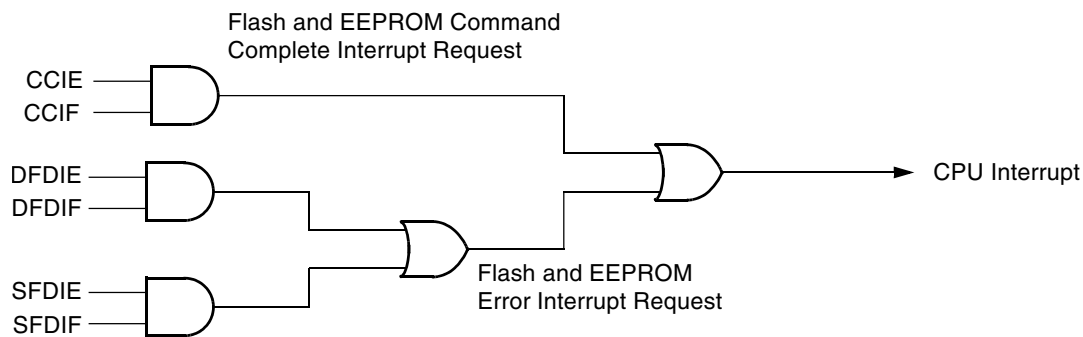 Flash and EEPROM Command
Complete Interrupt Request
CCIE
CCIF
DFDIE
DFDIF
CPU Interrupt
Flash and EEPROM
Error Interrupt Request
SFDIE
SFDIF